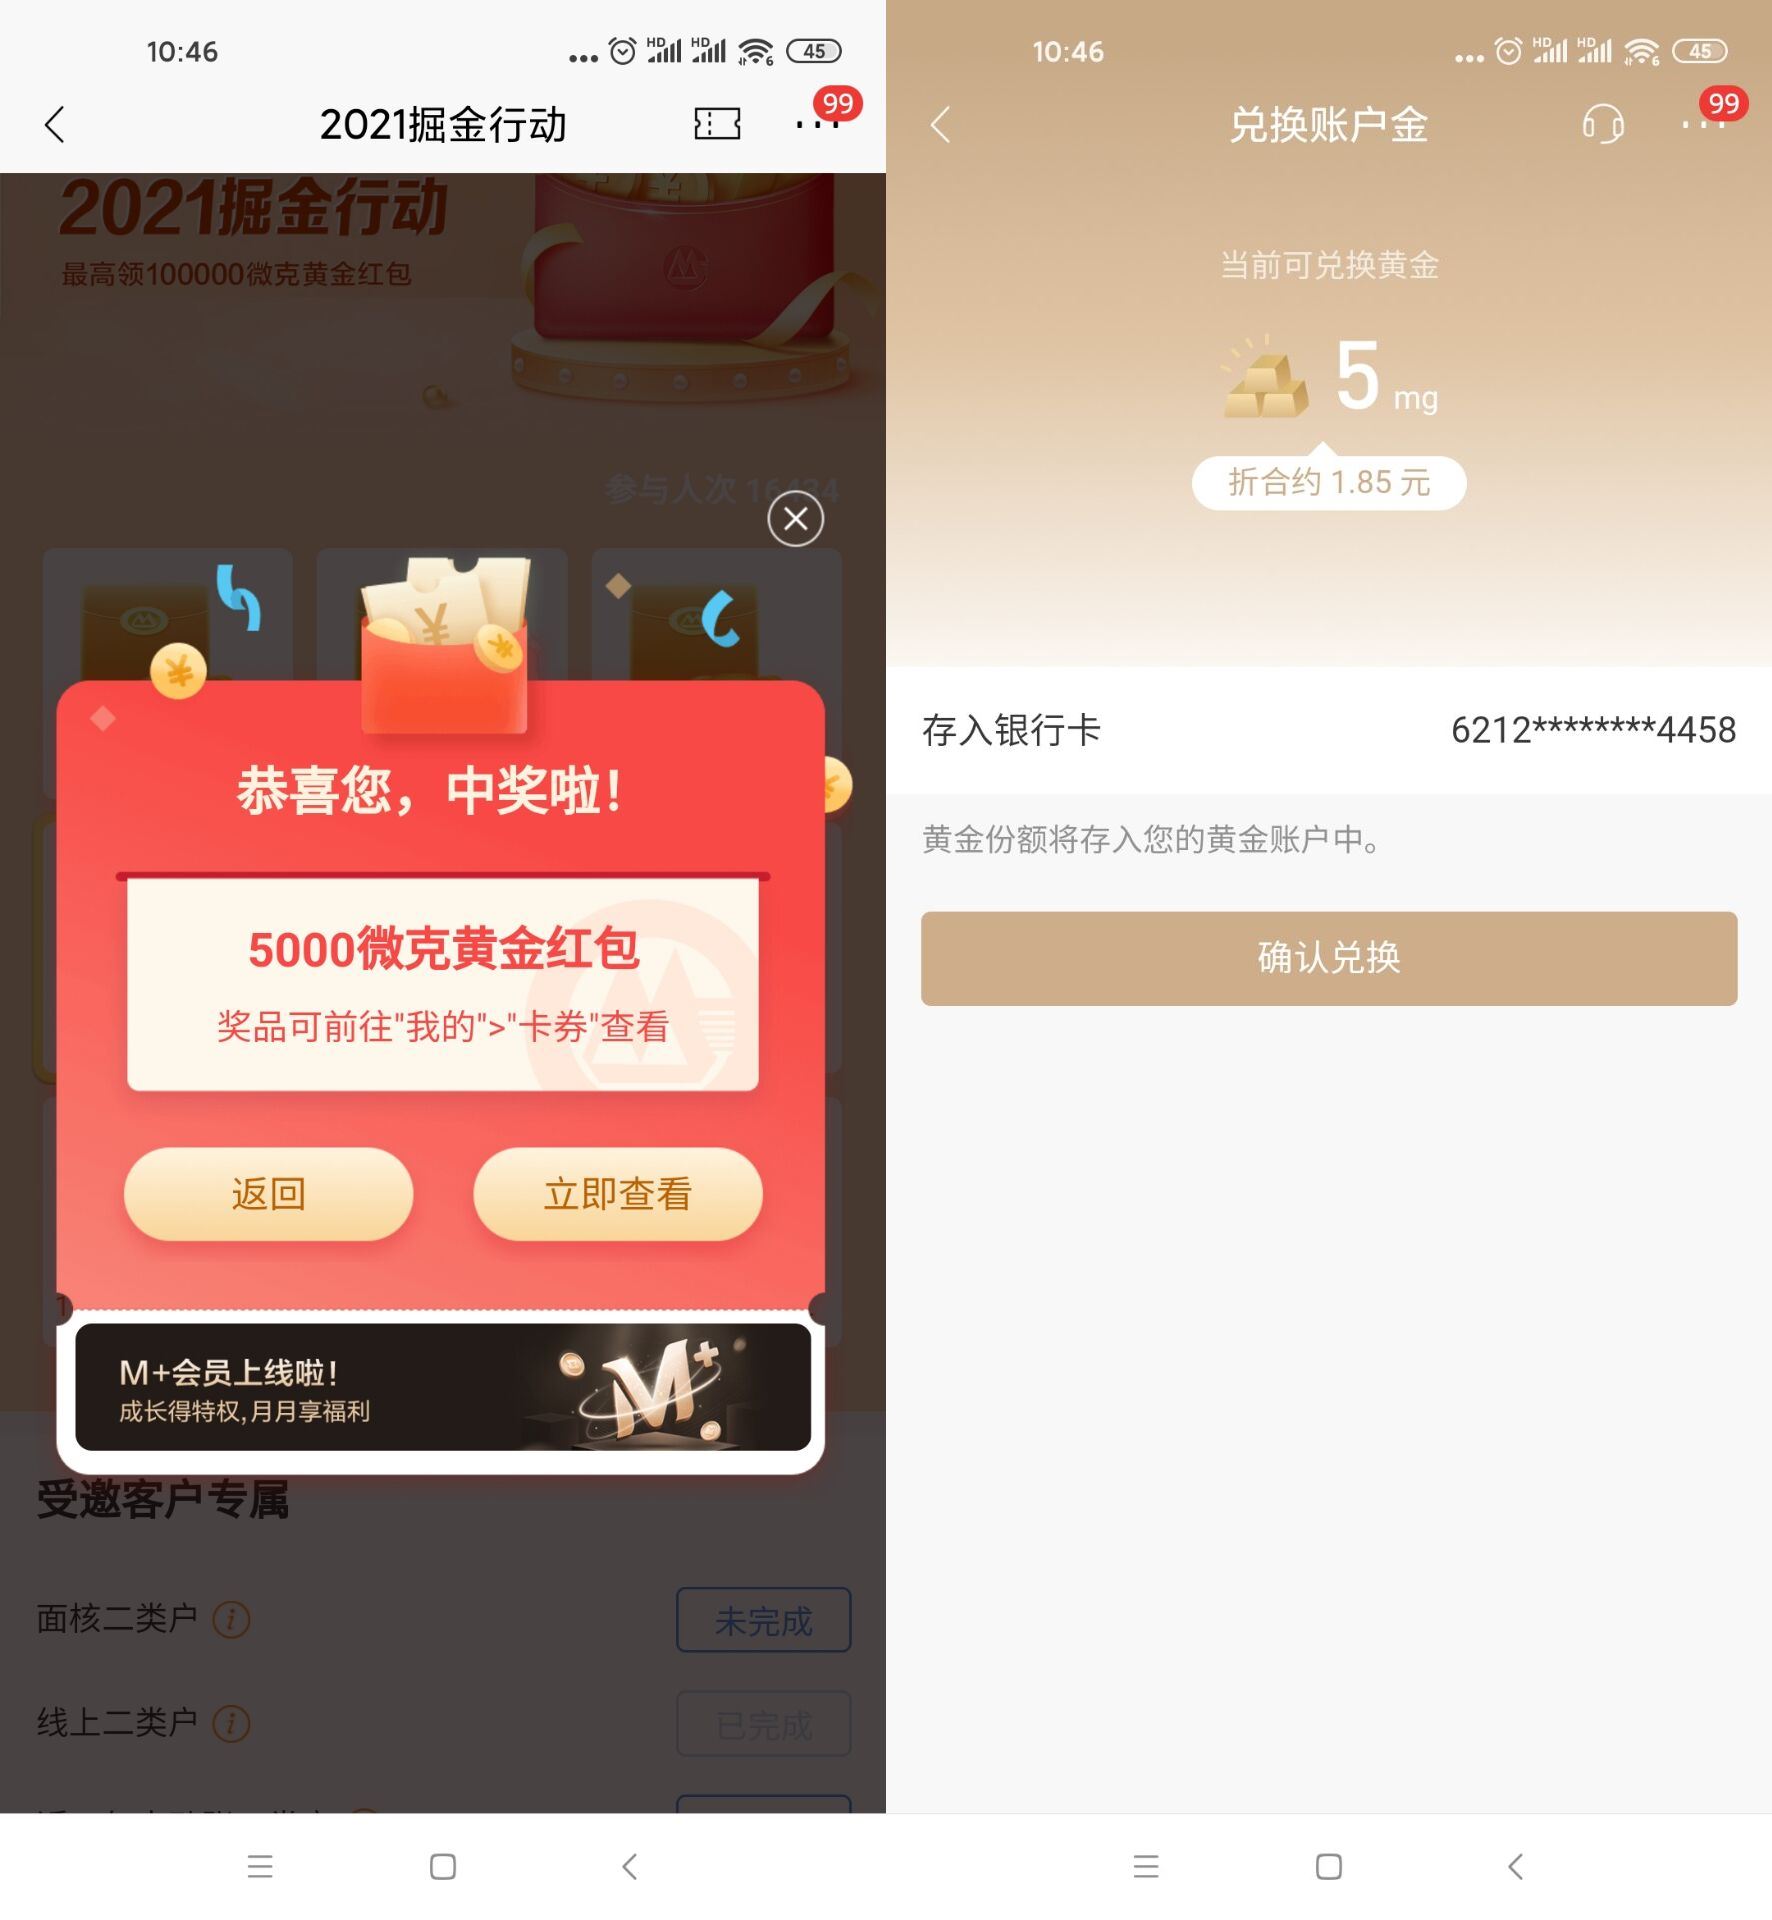 10:46
HD HD 6 45
2021掘金行动
99
2021掘金行动
最高领100000微克黄金红包
参与人次 16434
恭喜您，中奖啦！
5000微克黄金红包
奖品可前往"我的">"卡券"查看
返回
立即查看
M+会员上线啦！
成长得特权,月月享福利
M+
受邀客户专属
面核二类户
未完成
线上二类户
已完成
10:46
HD HD 6 45
兑换账户金
99
当前可兑换黄金
5 mg
折合约 1.85 元
存入银行卡
6212********4458
黄金份额将存入您的黄金账户中。
确认兑换